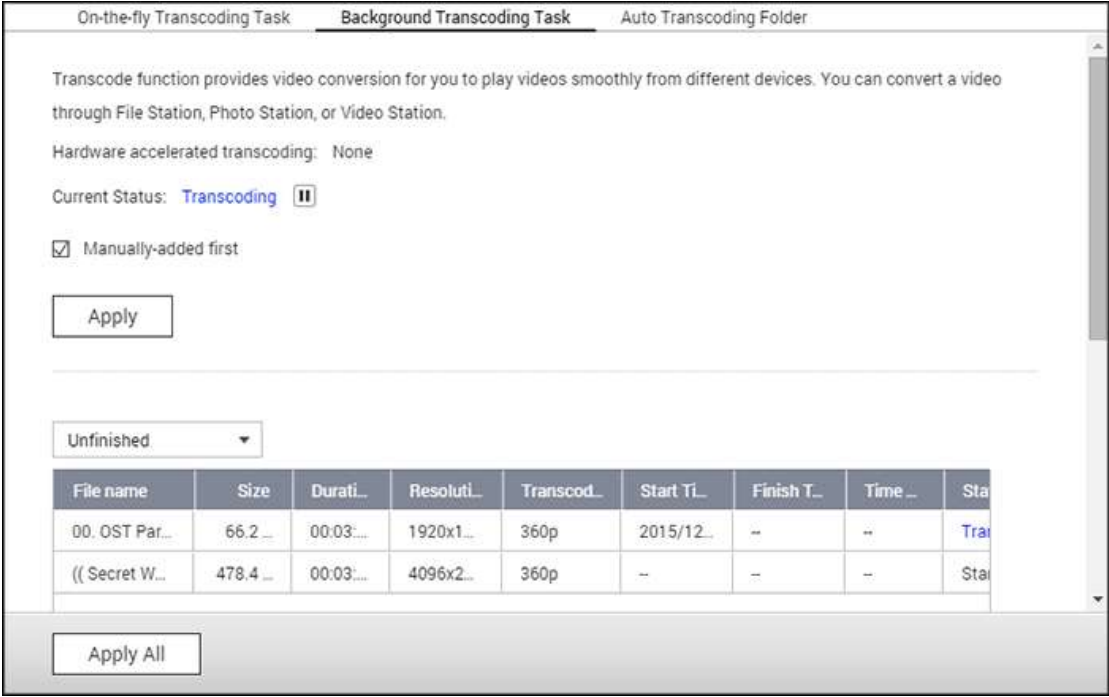 On-the-fly Transcoding Task Background Transcoding Task Auto Transcoding Folder
Transcode function provides video conversion for you to play videos smoothly from different devices. You can convert a video
through File Station, Photo Station, or Video Station.
Hardware accelerated transcoding: None
Current Status: Transcoding
Manually-added first
Apply
Unfinished
File name Size Durati... Resoluti... Transcod... Start Ti... Finish T... Time ... Sta
00. OST Par... 66.2 ... 00:03:... 1920x1... 360p 2015/12... -- -- Tran
(( Secret W... 478.4 ... 00:03:... 4096x2... 360p -- -- -- Star
Apply All